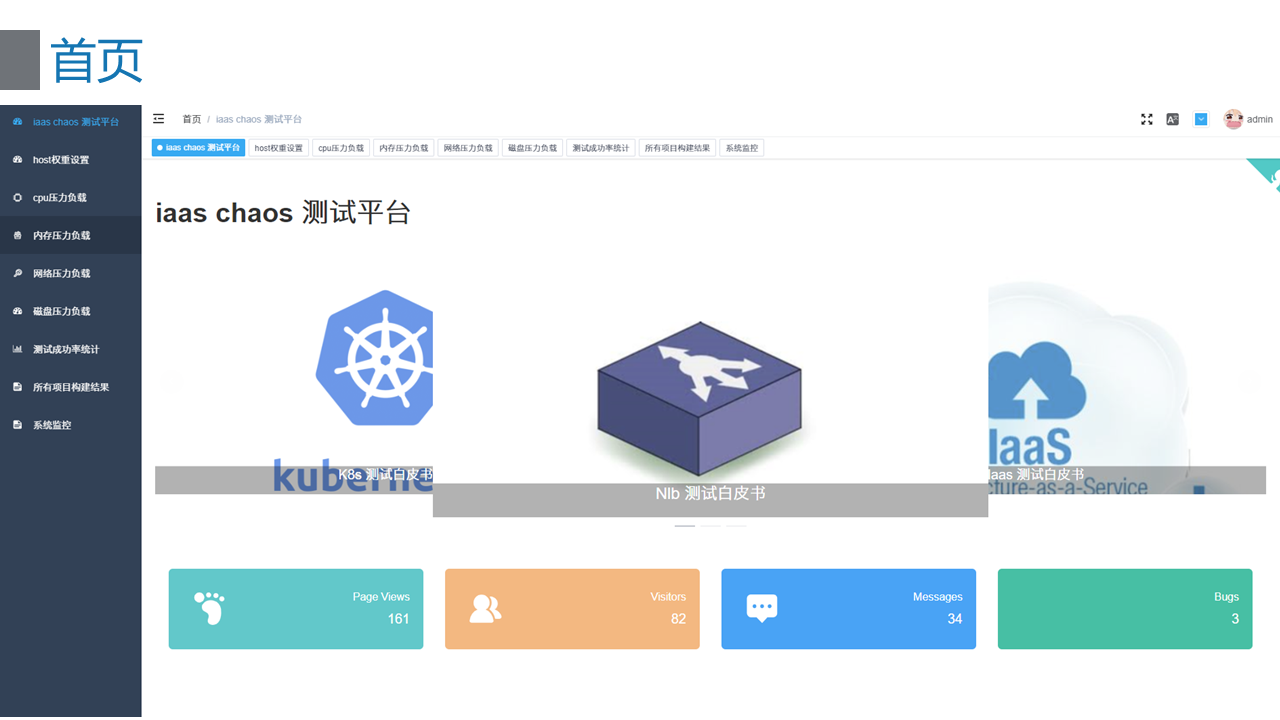 首页
iaas chaos 测试平台
host权重设置
cpu压力负载
内存压力负载
网络压力负载
磁盘压力负载
测试成功率统计
所有项目构建结果
系统监控
首页 / iaas chaos 测试平台
admin
iaas chaos 测试平台 host权重设置 cpu压力负载 内存压力负载 网络压力负载 磁盘压力负载 测试成功率统计 所有项目构建结果 系统监控
iaas chaos 测试平台
kuberne
K8s 测试白皮书
Nlb 测试白皮书
IaaS
Iaas 测试白皮书
cture-as-a-Service
Page Views
161
Visitors
82
Messages
34
Bugs
3